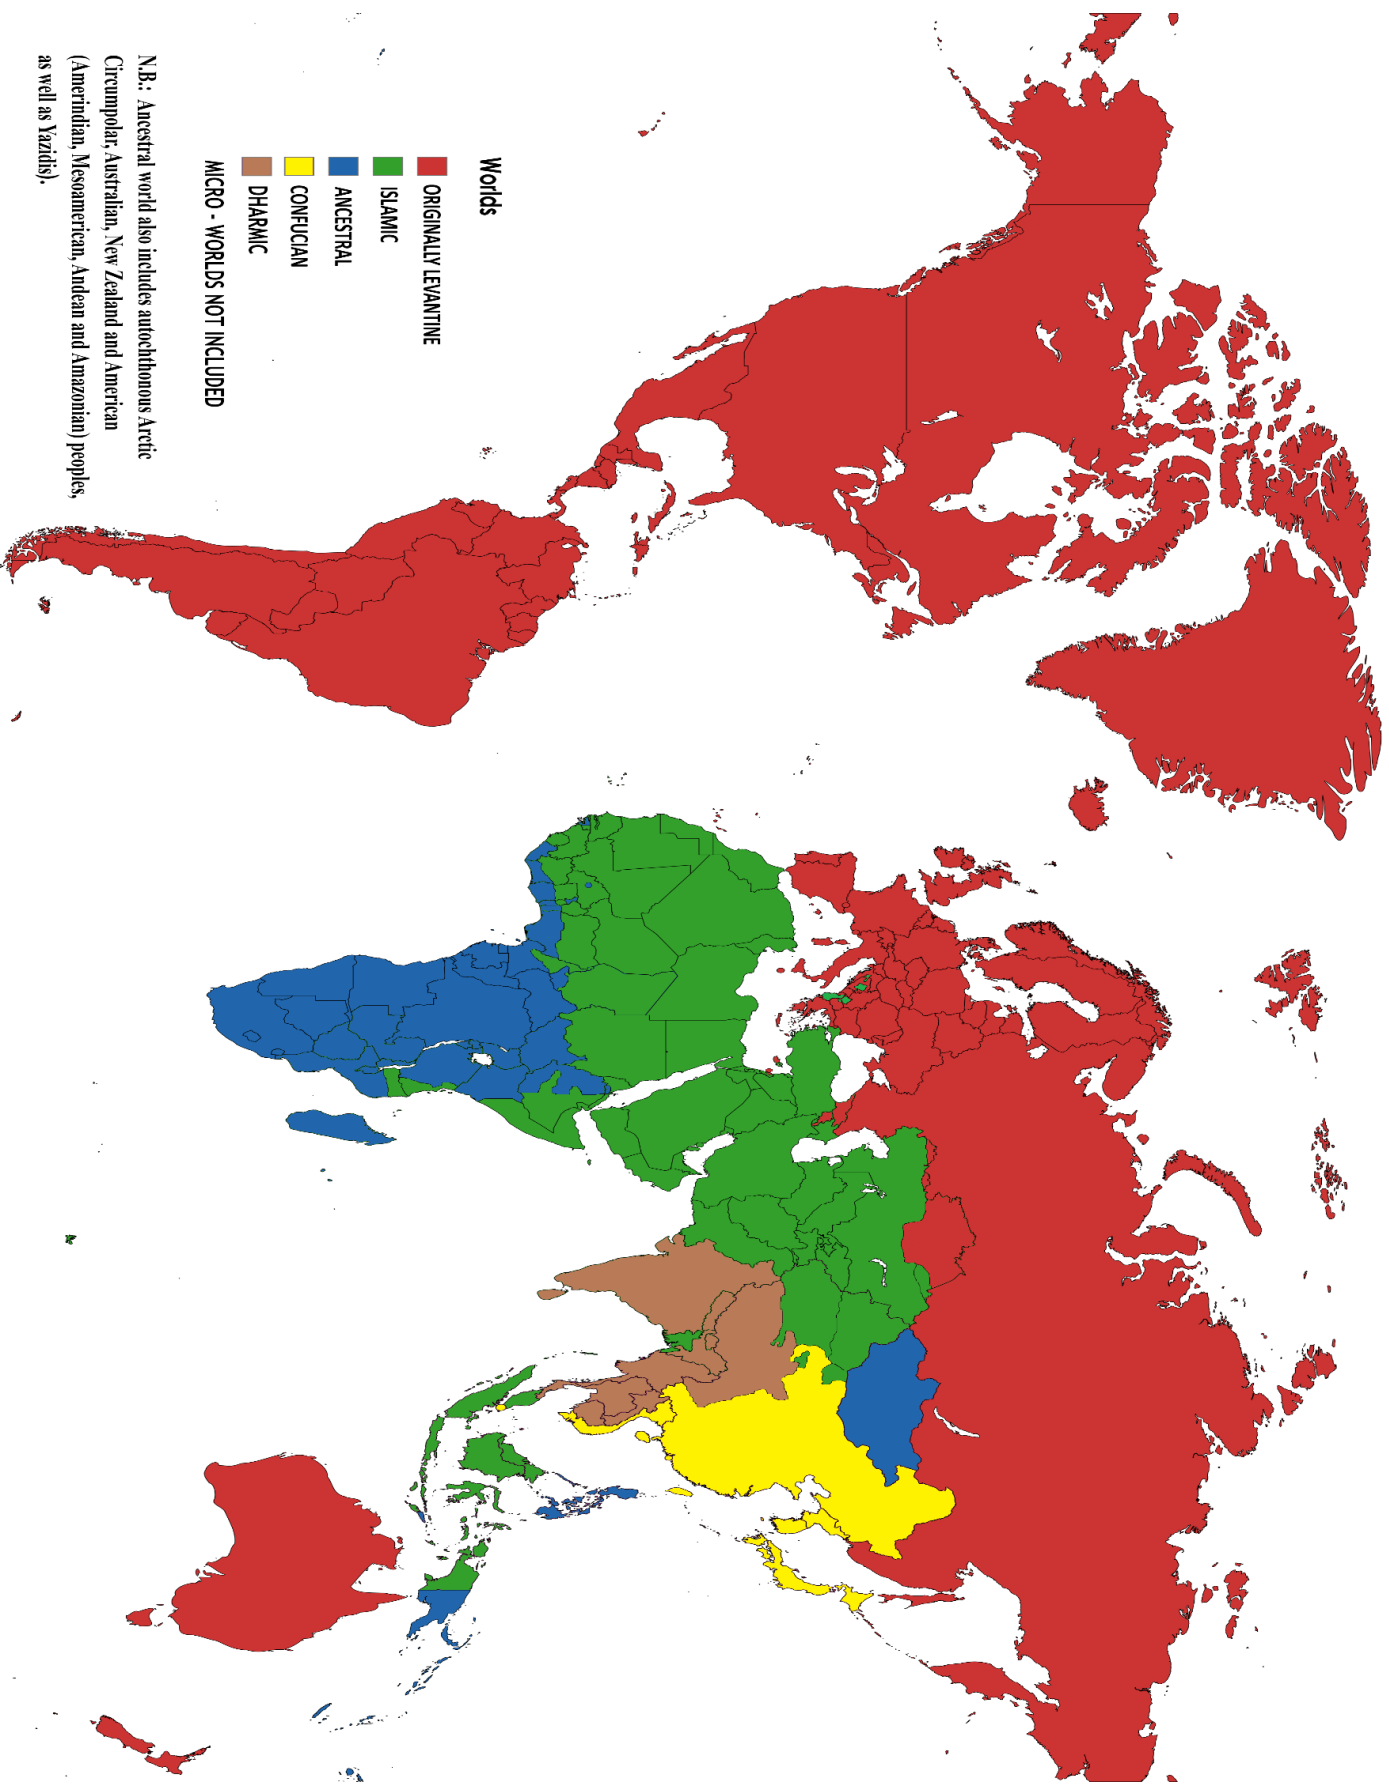 Worlds
ORIGINALLY LEVANTINE
ISLAMIC
ANCESTRAL
CONFUCIAN
DHARMIC
MICRO - WORLDS NOT INCLUDED
N.B.: Ancestral world also includes autochthonous Arctic
Circumpolar, Australian, New Zealand and American
(Amerindian, Mesoamerican, Andean and Amazonian) peoples,
as well as Yazidis).